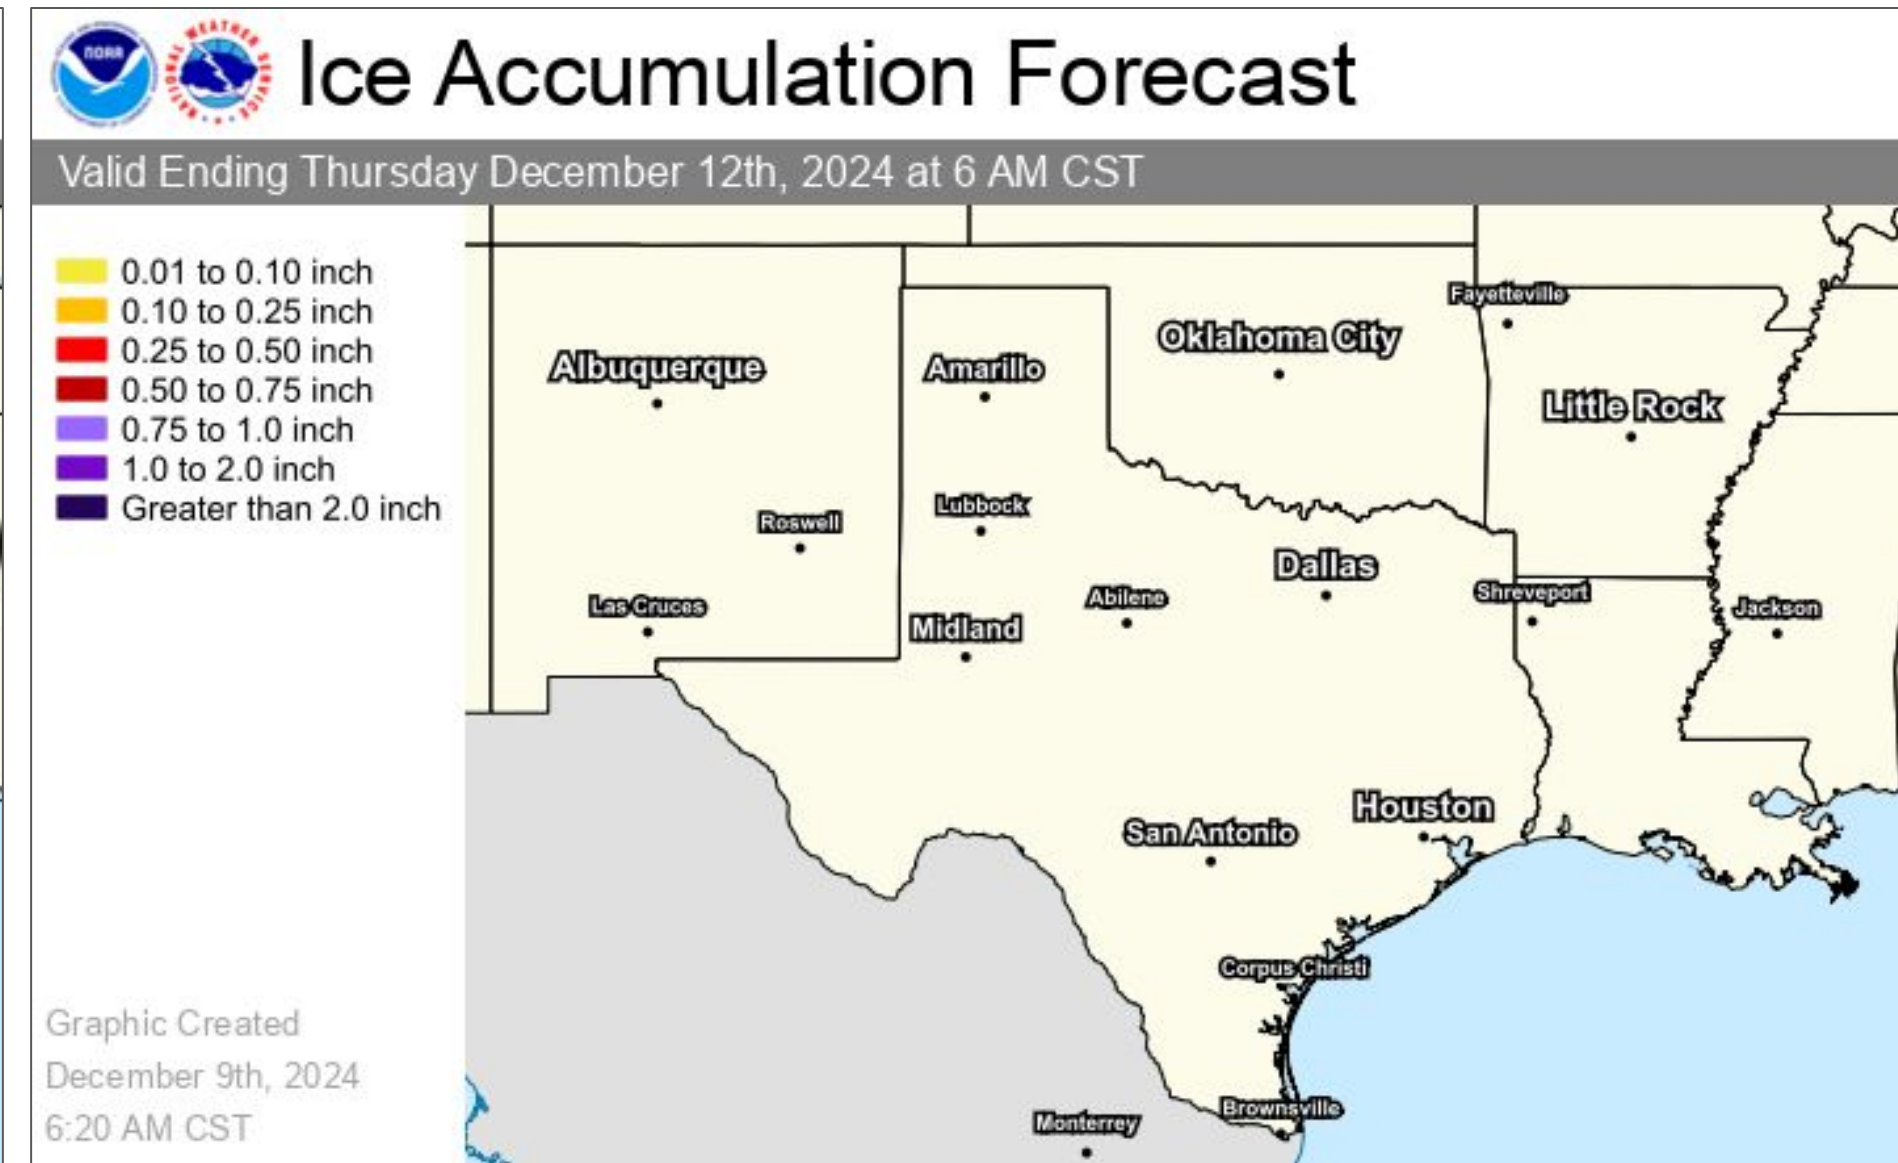 NOAA
NATIONAL WEATHER SERVICE
Ice Accumulation Forecast
Valid Ending Thursday December 12th, 2024 at 6 AM CST
0.01 to 0.10 inch
0.10 to 0.25 inch
0.25 to 0.50 inch
0.50 to 0.75 inch
0.75 to 1.0 inch
1.0 to 2.0 inch
Greater than 2.0 inch
Fayetteville
Oklahoma City
Albuquerque
Amarillo
Little Rock
Lubbock
Roswell
Dallas
Shreveport
Abilene
Las Cruces
Jackson
Midland
Houston
San Antonio
Corpus Christi
Brownsville
Monterrey
Graphic Created
December 9th, 2024
6:20 AM CST